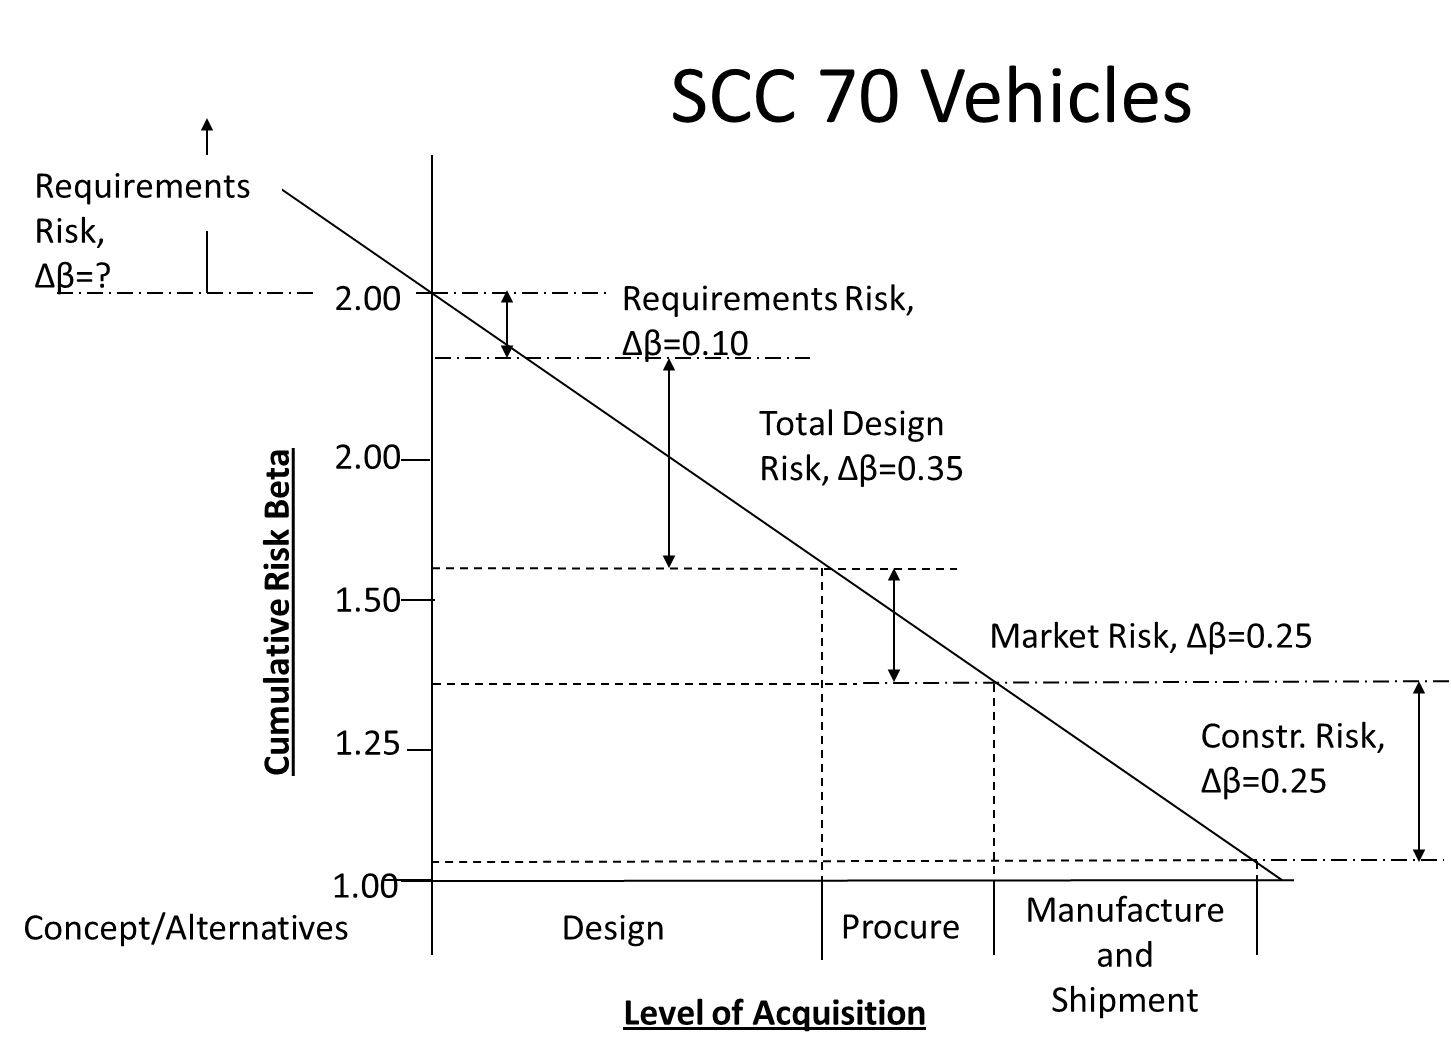 SCC 70 Vehicles
Requirements
Risk,
Δβ=?
2.00
Requirements Risk,
Δβ=0.10
Total Design
Risk, Δβ=0.35
2.00
Cumulative Risk Beta
1.50
Market Risk, Δβ=0.25
1.25
Constr. Risk,
Δβ=0.25
1.00
Concept/Alternatives
Design
Procure
Manufacture
and
Shipment
Level of Acquisition